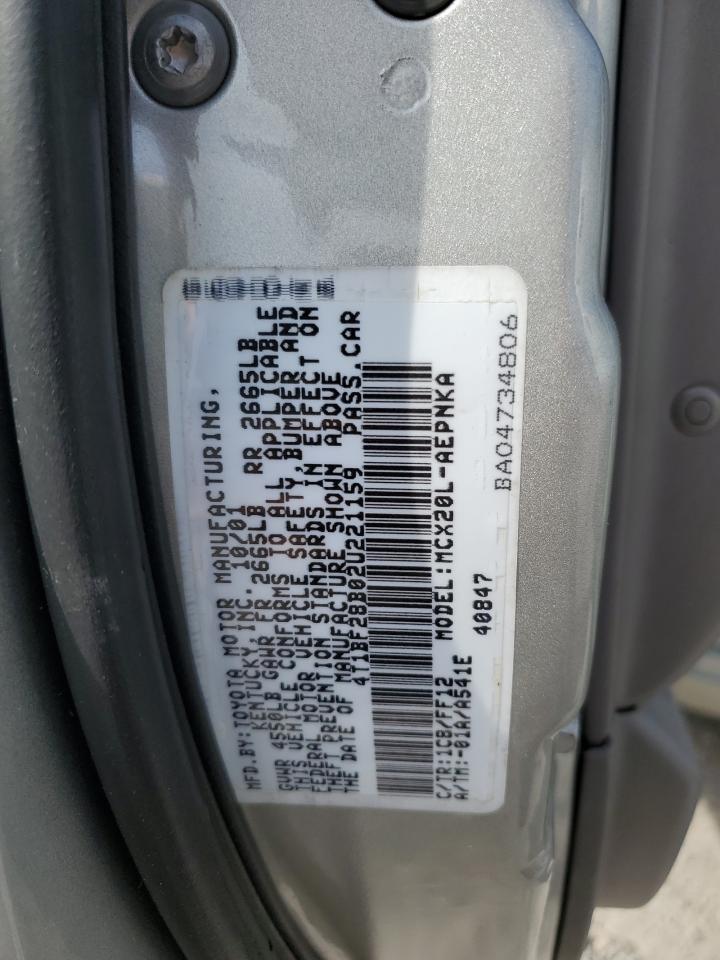 MFD.BY:TOYOTA MOTOR MANUFACTURING,
KENTUCKY,INC. 10/01
GVWR 4550LB GAWR FR 2665LB RR 2665LB
THIS VEHICLE CONFORMS TO ALL APPLICABLE
FEDERAL MOTOR VEHICLE SAFETY,BUMPER AND
THEFT PREVENTION STANDARDS IN EFFECT ON
THE DATE OF MANUFACTURE SHOWN ABOVE
4T1BF28B02U221159 PASS.CAR
C/TR:1C8/FF12 MODEL:MCX20L-AEPNKA
A/TM:-01A/A541E 40847
BA04734806